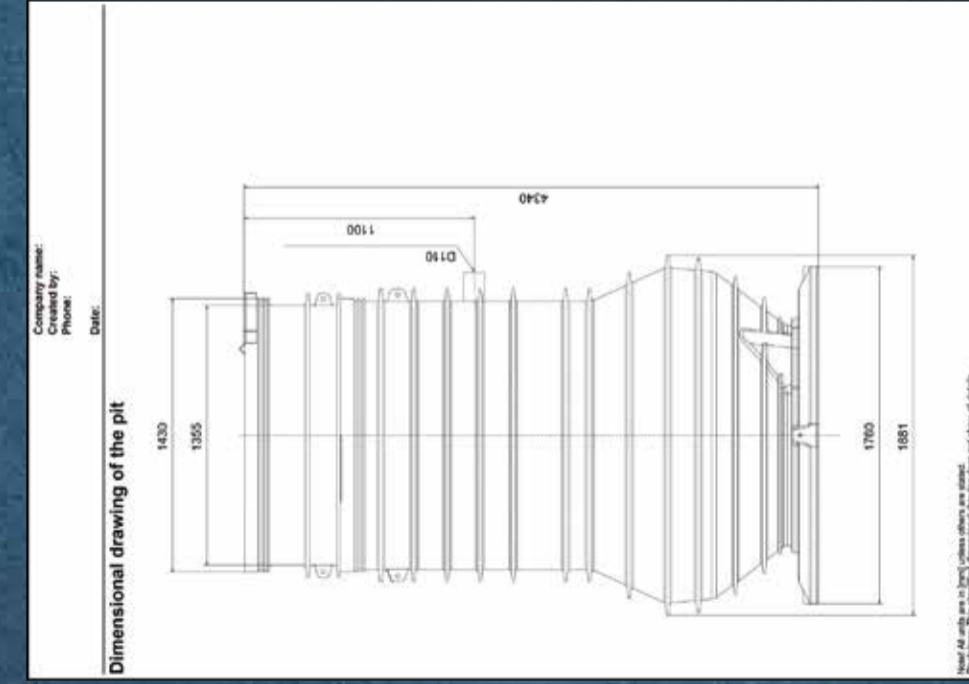 Company name:
Created by:
Phone:
Date:
Dimensional drawing of the pit
1430
1355
D110
1100
4340
1760
1881
Note! All units are in [mm] unless others are stated.